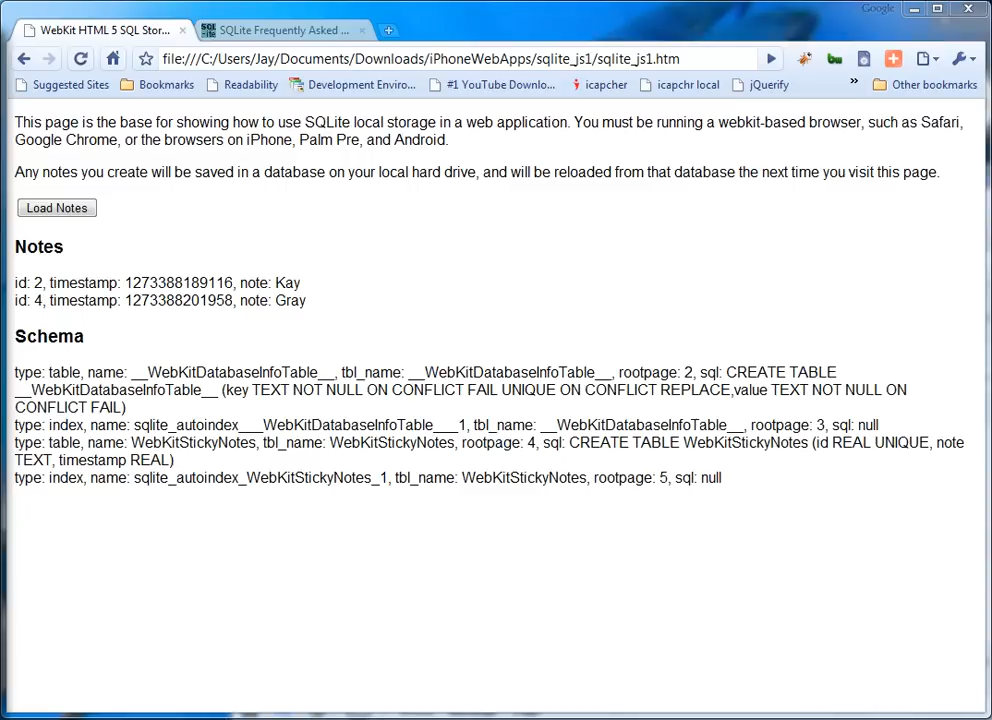 Google
WebKit HTML 5 SQL Stor...
SQLite Frequently Asked ...
file:///C:/Users/Jay/Documents/Downloads/iPhoneWebApps/sqlite_js1/sqlite_js1.htm
Suggested Sites Bookmarks Readability Development Enviro... #1 YouTube Downlo... icapcher icapchr local jQuerify » Other bookmarks
This page is the base for showing how to use SQLite local storage in a web application. You must be running a webkit-based browser, such as Safari,
Google Chrome, or the browsers on iPhone, Palm Pre, and Android.
Any notes you create will be saved in a database on your local hard drive, and will be reloaded from that database the next time you visit this page.
Load Notes
Notes
id: 2, timestamp: 1273388189116, note: Kay
id: 4, timestamp: 1273388201958, note: Gray
Schema
type: table, name: __WebKitDatabaseInfoTable__, tbl_name: __WebKitDatabaseInfoTable__, rootpage: 2, sql: CREATE TABLE
__WebKitDatabaseInfoTable__ (key TEXT NOT NULL ON CONFLICT FAIL UNIQUE ON CONFLICT REPLACE,value TEXT NOT NULL ON
CONFLICT FAIL)
type: index, name: sqlite_autoindex___WebKitDatabaseInfoTable___1, tbl_name: __WebKitDatabaseInfoTable__, rootpage: 3, sql: null
type: table, name: WebKitStickyNotes, tbl_name: WebKitStickyNotes, rootpage: 4, sql: CREATE TABLE WebKitStickyNotes (id REAL UNIQUE, note
TEXT, timestamp REAL)
type: index, name: sqlite_autoindex_WebKitStickyNotes_1, tbl_name: WebKitStickyNotes, rootpage: 5, sql: null